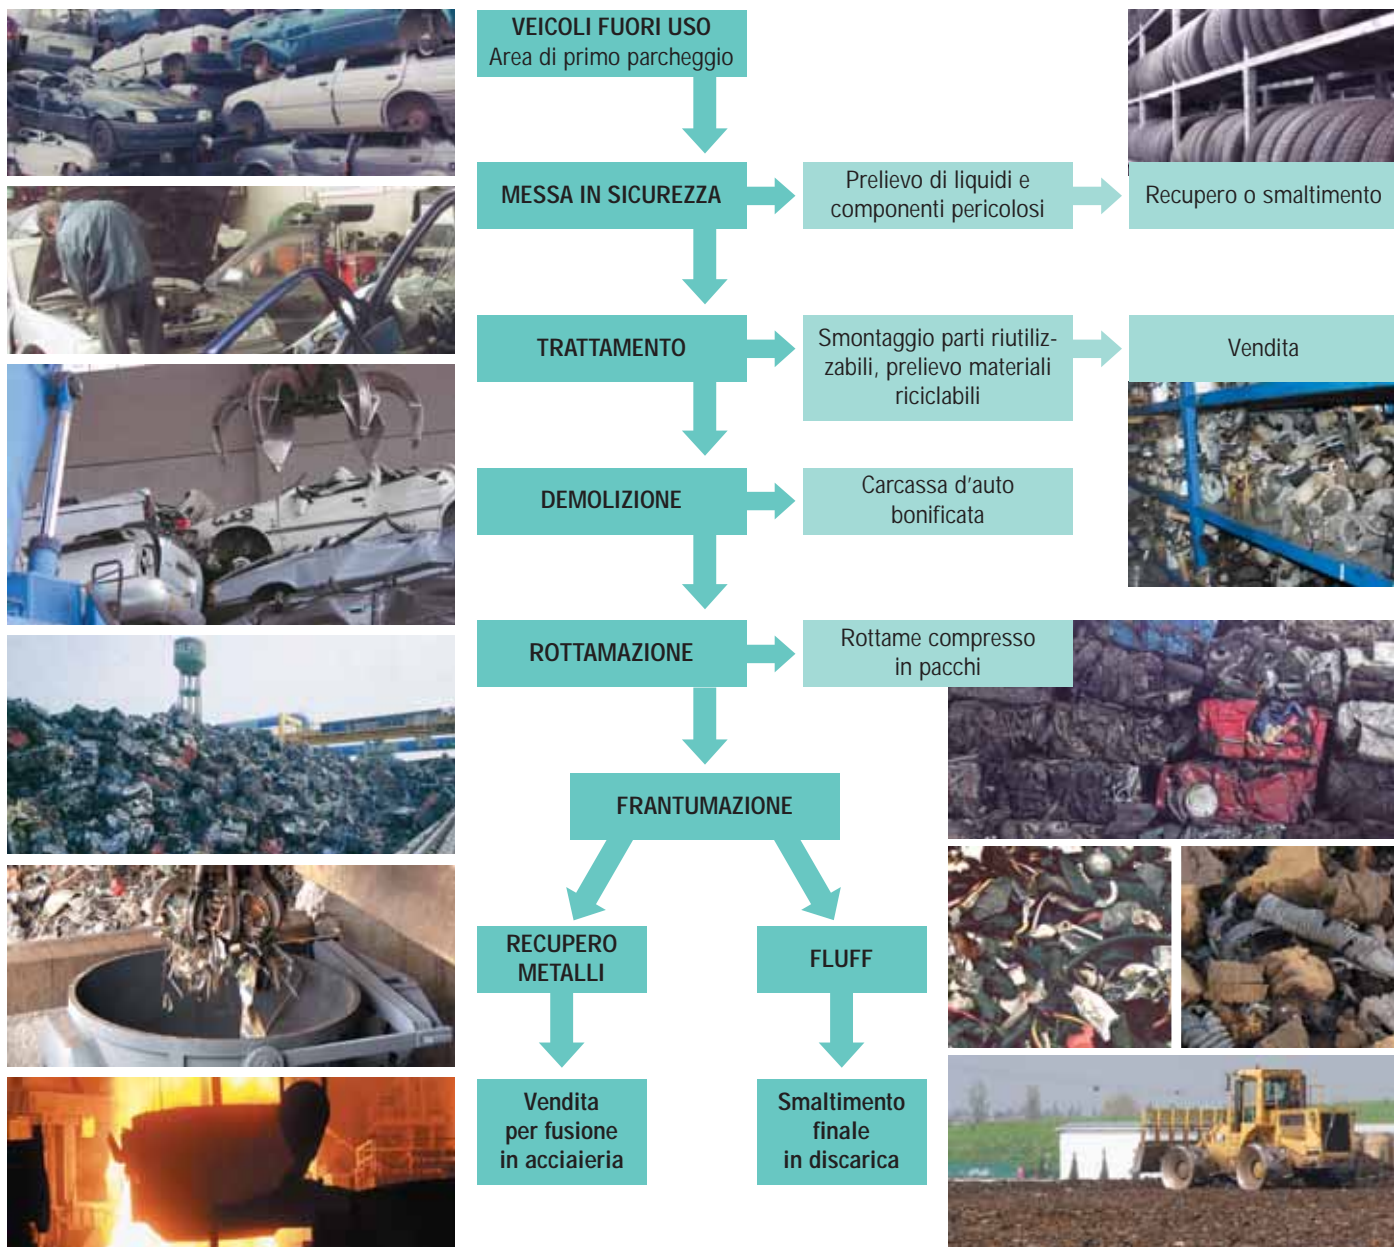 VEICOLI FUORI USO
Area di primo parcheggio
MESSA IN SICUREZZA
Prelievo di liquidi e
componenti pericolosi
Recupero o smaltimento
TRATTAMENTO
Smontaggio parti riutiliz-
zabili, prelievo materiali
riciclabili
Vendita
DEMOLIZIONE
Carcassa d'auto
bonificata
ROTTAMAZIONE
Rottame compresso
in pacchi
FRANTUMAZIONE
RECUPERO
METALLI
FLUFF
Vendita
per fusione
in acciaieria
Smaltimento
finale
in discarica